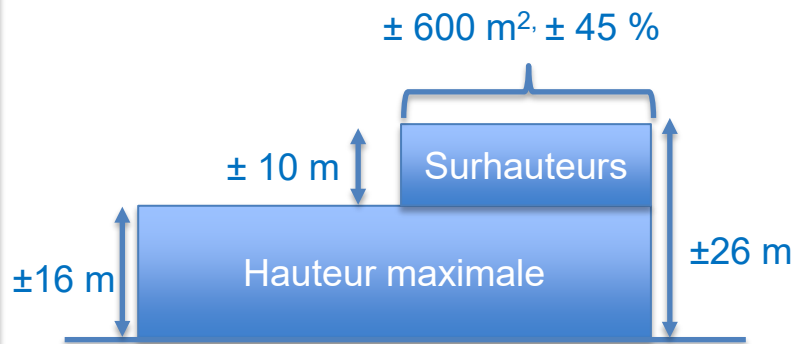 ± 600 m², ± 45 %
± 10 m
Surhauteurs
±16 m
Hauteur maximale
±26 m